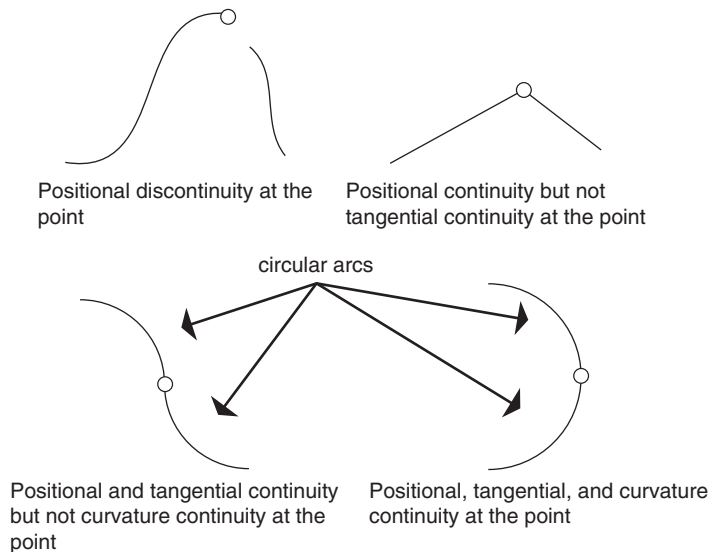 Positional discontinuity at the
point
Positional continuity but not
tangential continuity at the point
circular arcs
Positional and tangential continuity
but not curvature continuity at the
point
Positional, tangential, and curvature
continuity at the point